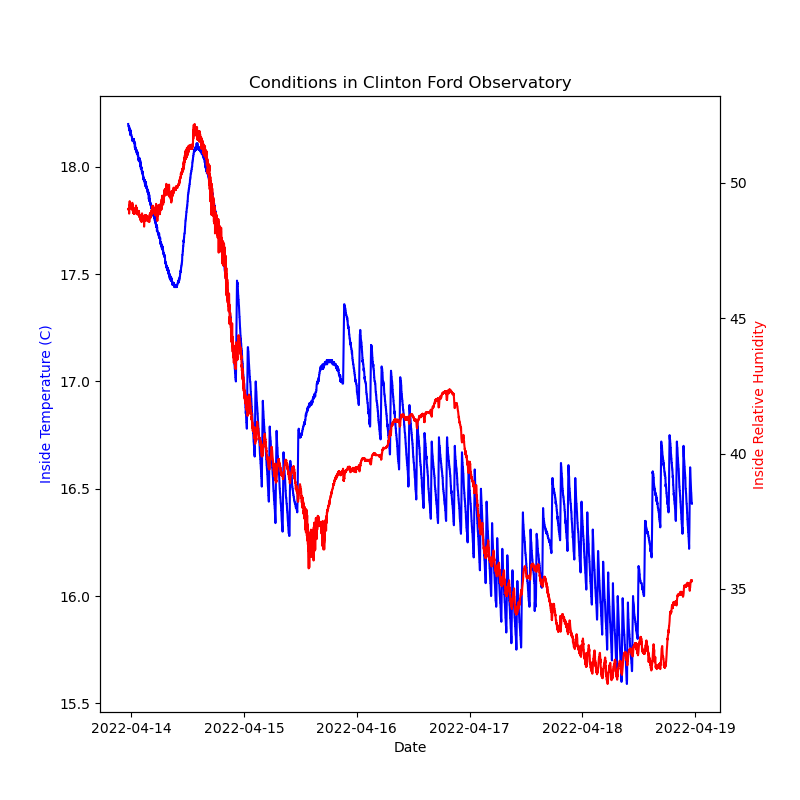 Conditions in Clinton Ford Observatory
Inside Temperature (C)
18.0
17.5
17.0
16.5
16.0
15.5
50
45
40
35
Inside Relative Humidity
2022-04-14 2022-04-15 2022-04-16 2022-04-17 2022-04-18 2022-04-19
Date